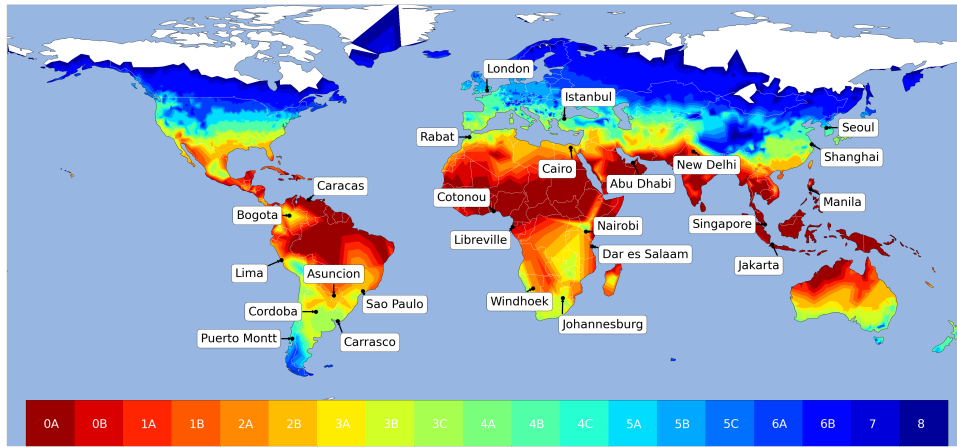 London
Istanbul
Seoul
Rabat
Shanghai
New Delhi
Cairo
Abu Dhabi
Caracas
Cotonou
Manila
Bogota
Nairobi
Singapore
Libreville
Dar es Salaam
Jakarta
Lima
Asuncion
Windhoek
Sao Paulo
Cordoba
Johannesburg
Puerto Montt
Carrasco
0A 0B 1A 1B 2A 2B 3A 3B 3C 4A 4B 4C 5A 5B 5C 6A 6B 7 8